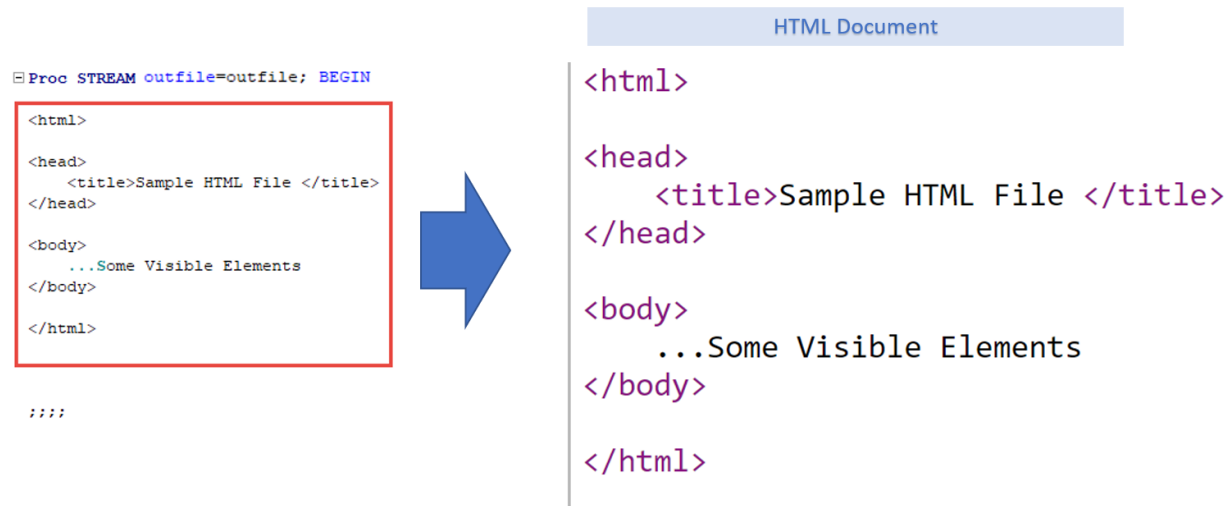 HTML Document
Proc STREAM outfile=outfile; BEGIN
<html>
<head>
<title>Sample HTML File </title>
</head>
<body>
...Some Visible Elements
</body>
</html>
;;;;
<html>
<head>
<title>Sample HTML File </title>
</head>
<body>
...Some Visible Elements
</body>
</html>